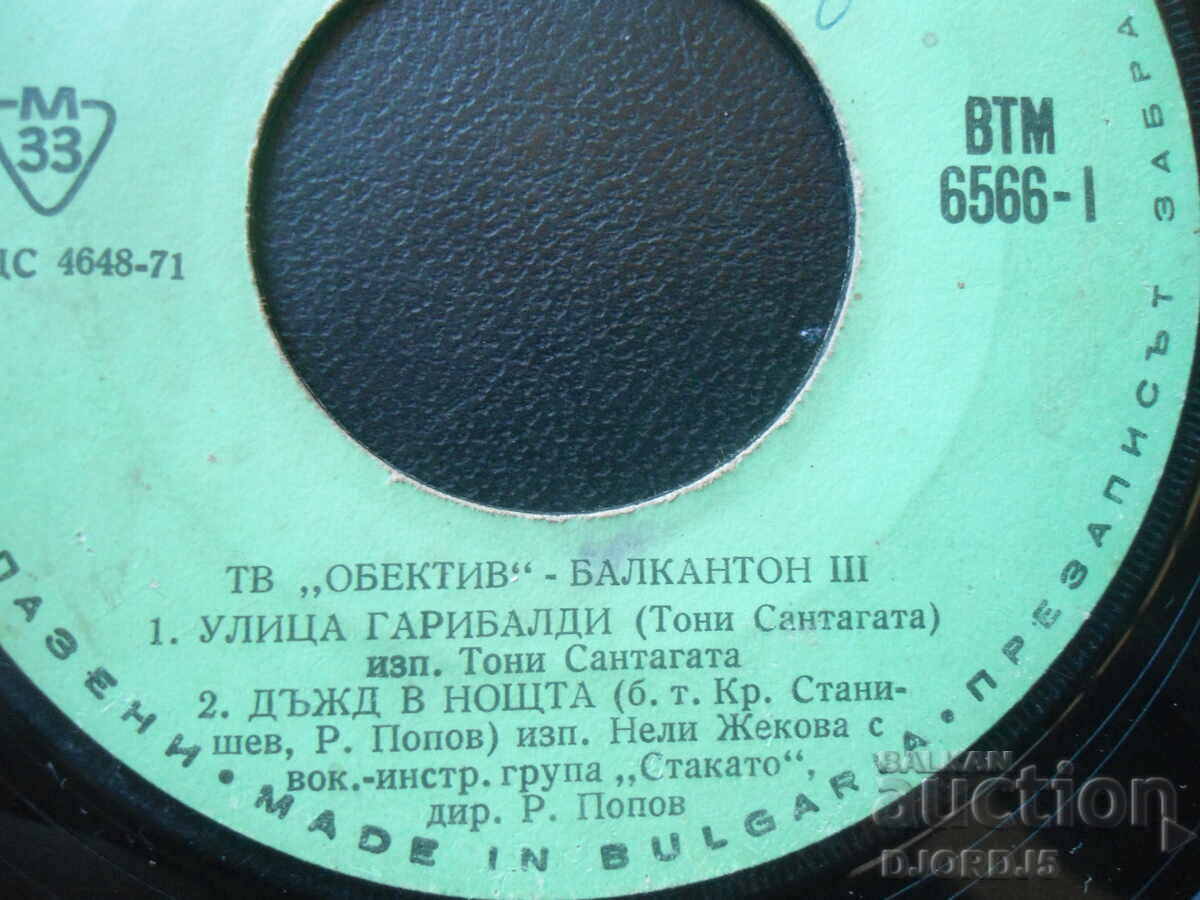 М
33
ВТМ
6566-I
ДС 4648-71
ТВ „ОБЕКТИВ“ - БАЛКАНТОН III
1. УЛИЦА ГАРИБАЛДИ (Тони Сантагата)
изп. Тони Сантагата
2. ДЪЖД В НОЩТА (б. т. Кр. Стани-
шев, Р. Попов) изп. Нели Жекова с
вок.-инстр. група „Стакато“,
дир. Р. Попов
ПАЗЕНИ • MADE IN BULGARIA • ПРЕЗАПИСЪТ ЗАБРА
BALKAN
auction
DJORDJ5